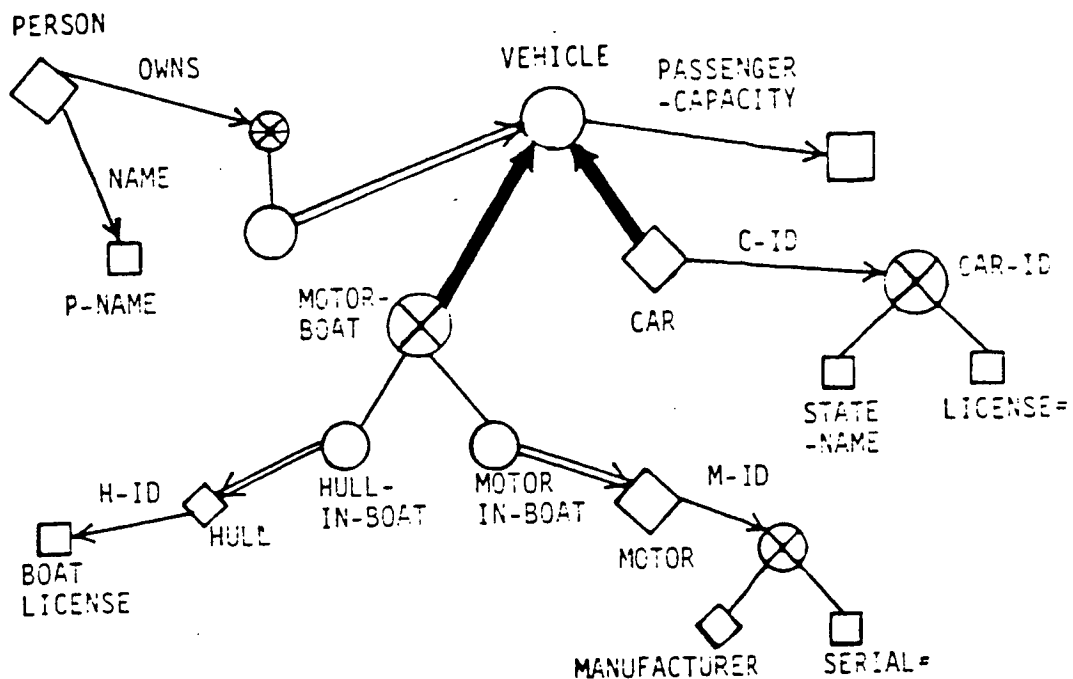 PERSON
OWNS
VEHICLE
PASSENGER
-CAPACITY
NAME
P-NAME
MOTOR-
BOAT
CAR
C-ID
CAR-ID
STATE
-NAME
LICENSE=
H-ID
HULL
HULL-
IN-BOAT
MOTOR
IN-BOAT
M-ID
MOTOR
BOAT
LICENSE
MANUFACTURER
SERIAL=